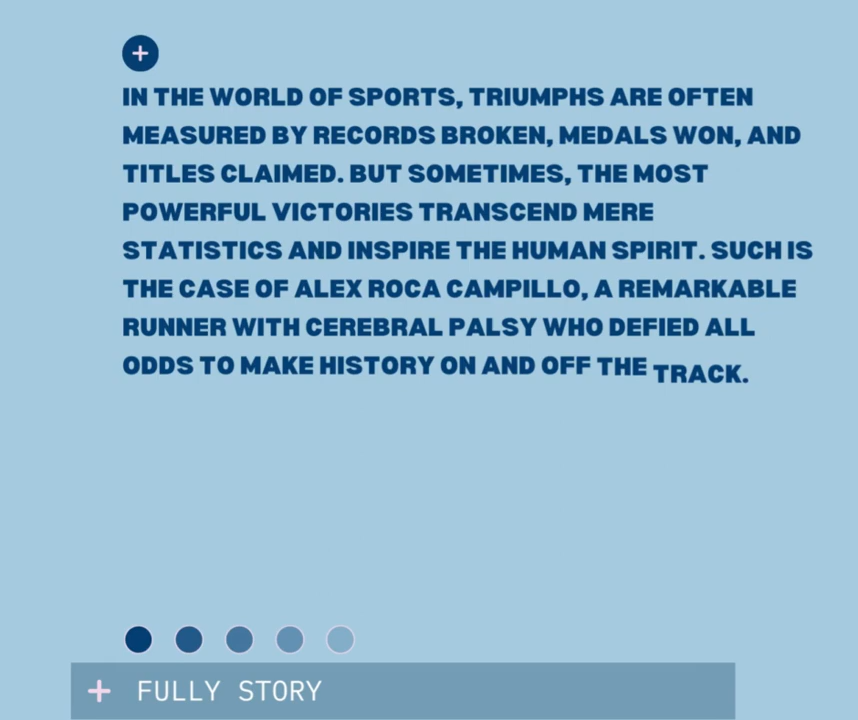 IN THE WORLD OF SPORTS, TRIUMPHS ARE OFTEN
MEASURED BY RECORDS BROKEN, MEDALS WON, AND
TITLES CLAIMED. BUT SOMETIMES, THE MOST
POWERFUL VICTORIES TRANSCEND MERE
STATISTICS AND INSPIRE THE HUMAN SPIRIT. SUCH IS
THE CASE OF ALEX ROCA CAMPILLO, A REMARKABLE
RUNNER WITH CEREBRAL PALSY WHO DEFIED ALL
ODDS TO MAKE HISTORY ON AND OFF THE TRACK.
+ FULLY STORY